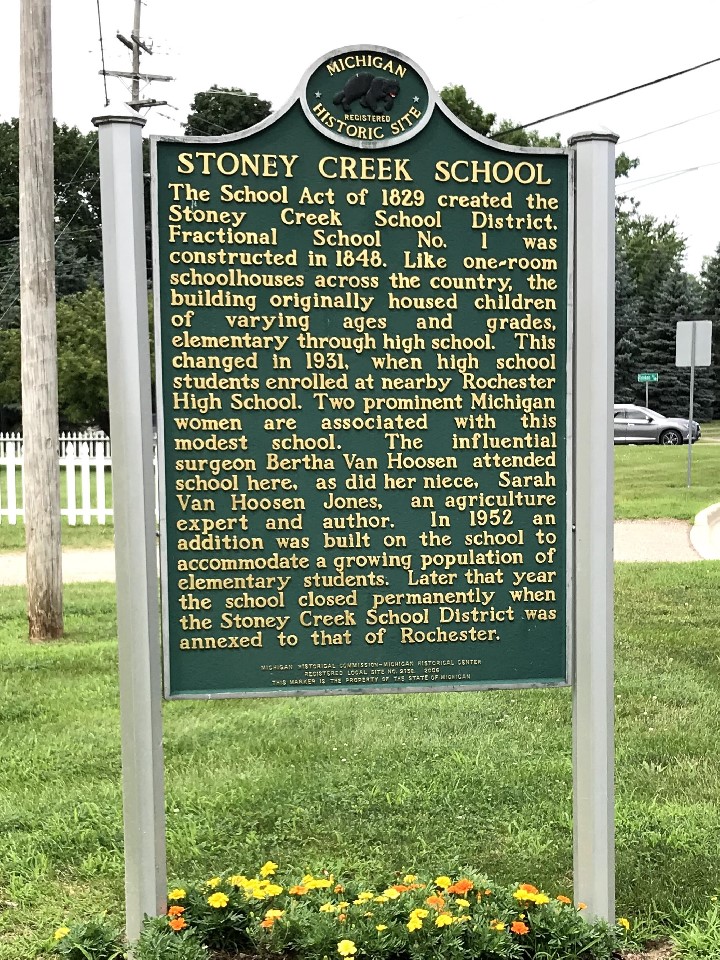 MICHIGAN
REGISTERED
HISTORIC SITE
STONEY CREEK SCHOOL
The School Act of 1829 created the
Stoney Creek School District.
Fractional School No. 1 was
constructed in 1848. Like one-room
schoolhouses across the country, the
building originally housed children
of varying ages and grades,
elementary through high school. This
changed in 1931, when high school
students enrolled at nearby Rochester
High School. Two prominent Michigan
women are associated with this
modest school. The influential
surgeon Bertha Van Hoosen attended
school here, as did her niece, Sarah
Van Hoosen Jones, an agriculture
expert and author. In 1952 an
addition was built on the school to
accommodate a growing population of
elementary students. Later that year
the school closed permanently when
the Stoney Creek School District was
annexed to that of Rochester.
MICHIGAN HISTORICAL COMMISSION-MICHIGAN HISTORICAL CENTER
REGISTERED LOCAL SITE NO. 2006
THIS MARKER IS THE PROPERTY OF THE STATE OF MICHIGAN